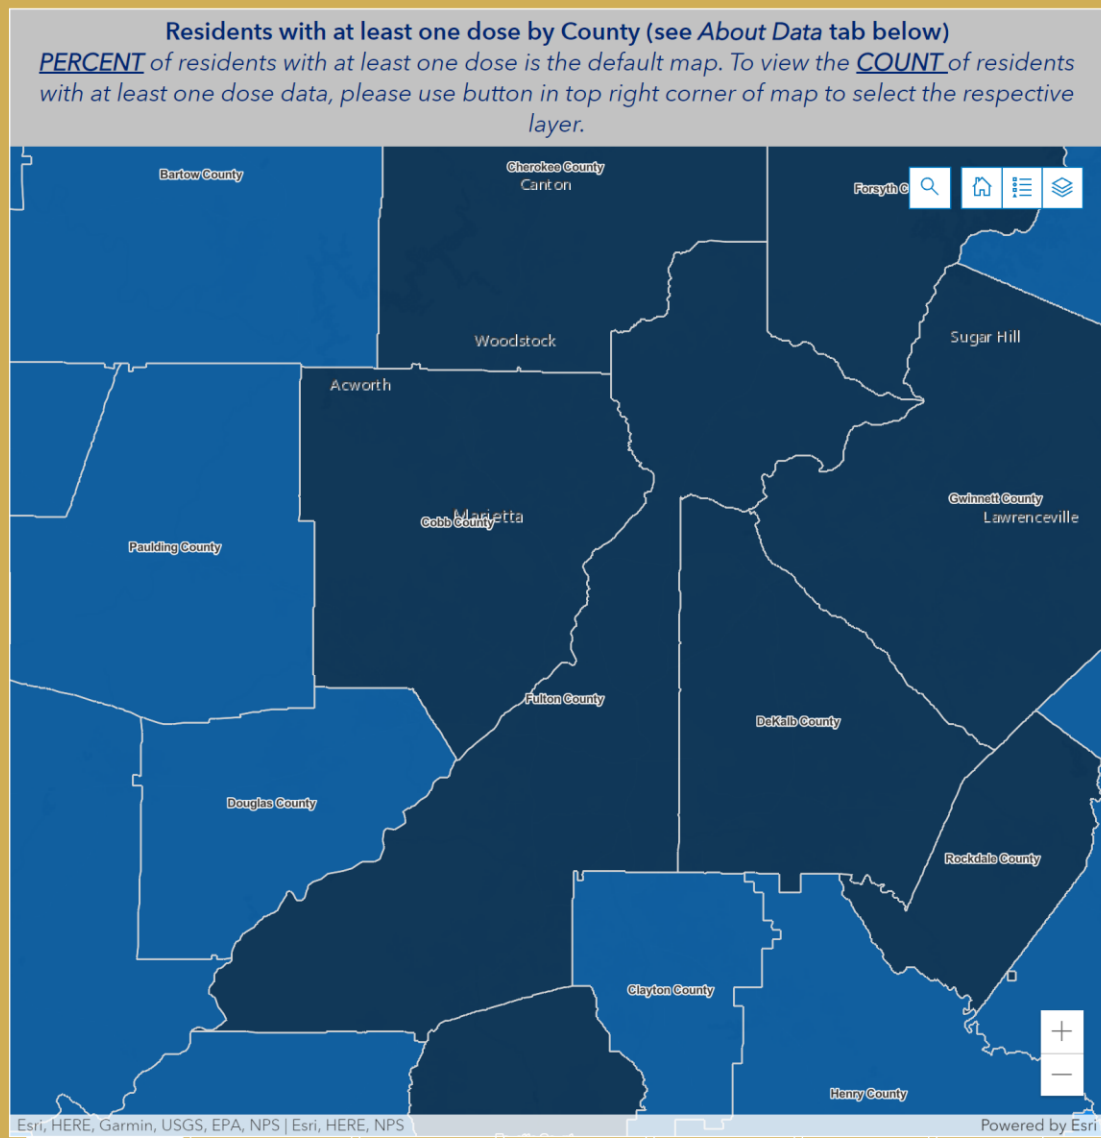 Residents with at least one dose by County (see About Data tab below)
PERCENT of residents with at least one dose is the default map. To view the COUNT of residents
with at least one dose data, please use button in top right corner of map to select the respective
layer.
Bartow County
Cherokee County
Canton
Forsyth C
Woodstock
Sugar Hill
Acworth
Gwinnett County
Marietta
Lawrenceville
Cobb County
Paulding County
Fulton County
DeKalb County
Douglas County
Rockdale County
Clayton County
Henry County
Esri, HERE, Garmin, USGS, EPA, NPS | Esri, HERE, NPS
Powered by Esri